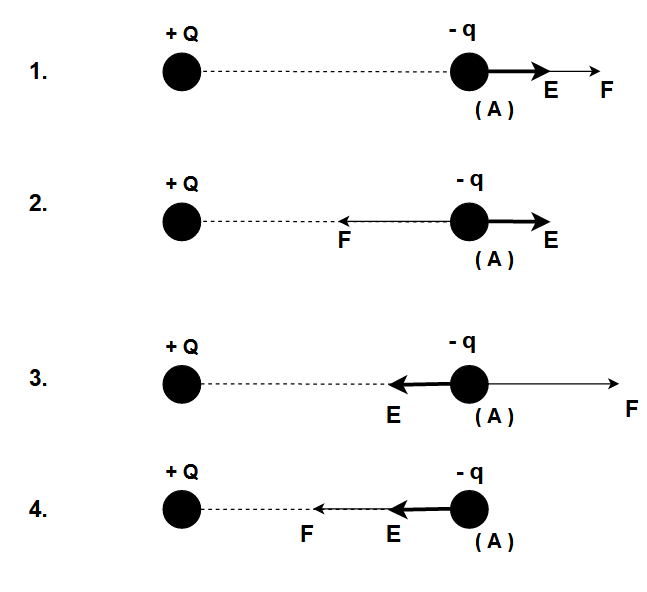 + Q - q
1. E F
( A )
+ Q - q
2. F E
( A )
+ Q - q
3. E ( A ) F
+ Q - q
4. F E ( A )